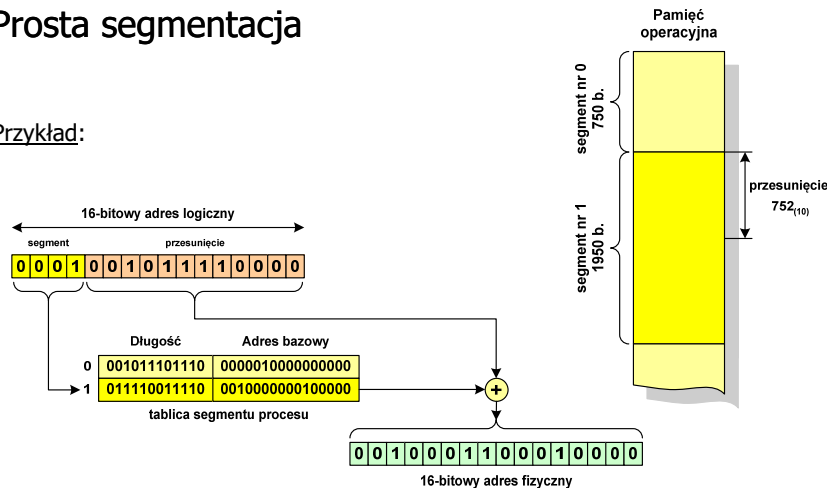 Prosta segmentacja
Przykład:
Pamięć
operacyjna
segment nr 0
750 b.
segment nr 1
1950 b.
przesunięcie
752(10)
16-bitowy adres logiczny
segment przesunięcie
0 0 0 1 0 0 1 0 1 1 1 1 0 0 0 0
Długość Adres bazowy
0 001011101110 0000010000000000
1 011110011110 0010000000100000
tablica segmentu procesu
+
0 0 1 0 0 0 1 1 0 0 0 1 0 0 0 0
16-bitowy adres fizyczny